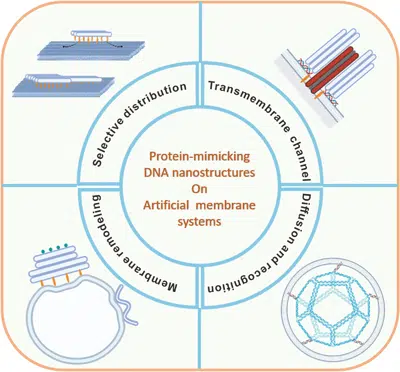 Selective distribution
Transmembrane channel
Protein-mimicking
DNA nanostructures
On
Artificial membrane
systems
Membrane remodeling
Diffusion and recognition